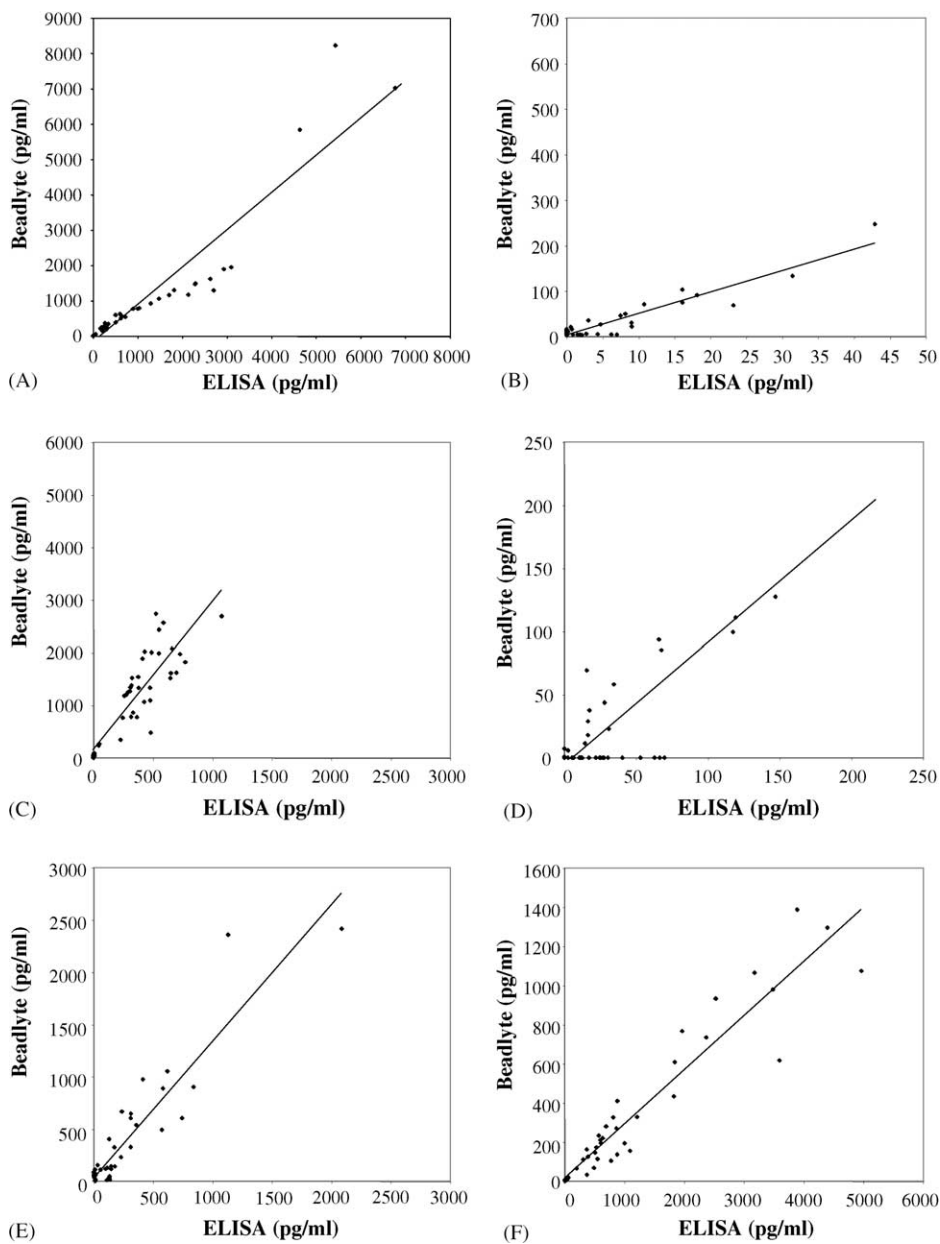 9000
8000
7000
6000
5000
4000
3000
2000
1000
0
Beadlyte (pg/ml)
0 1000 2000 3000 4000 5000 6000 7000 8000
(A) ELISA (pg/ml)
700
600
500
400
300
200
100
0
Beadlyte (pg/ml)
0 5 10 15 20 25 30 35 40 45 50
(B) ELISA (pg/ml)
6000
5000
4000
3000
2000
1000
0
Beadlyte (pg/ml)
0 500 1000 1500 2000 2500 3000
(C) ELISA (pg/ml)
250
200
150
100
50
0
Beadlyte (pg/ml)
0 50 100 150 200 250
(D) ELISA (pg/ml)
3000
2500
2000
1500
1000
500
0
Beadlyte (pg/ml)
0 500 1000 1500 2000 2500 3000
(E) ELISA (pg/ml)
1600
1400
1200
1000
800
600
400
200
0
Beadlyte (pg/ml)
0 1000 2000 3000 4000 5000 6000
(F) ELISA (pg/ml)